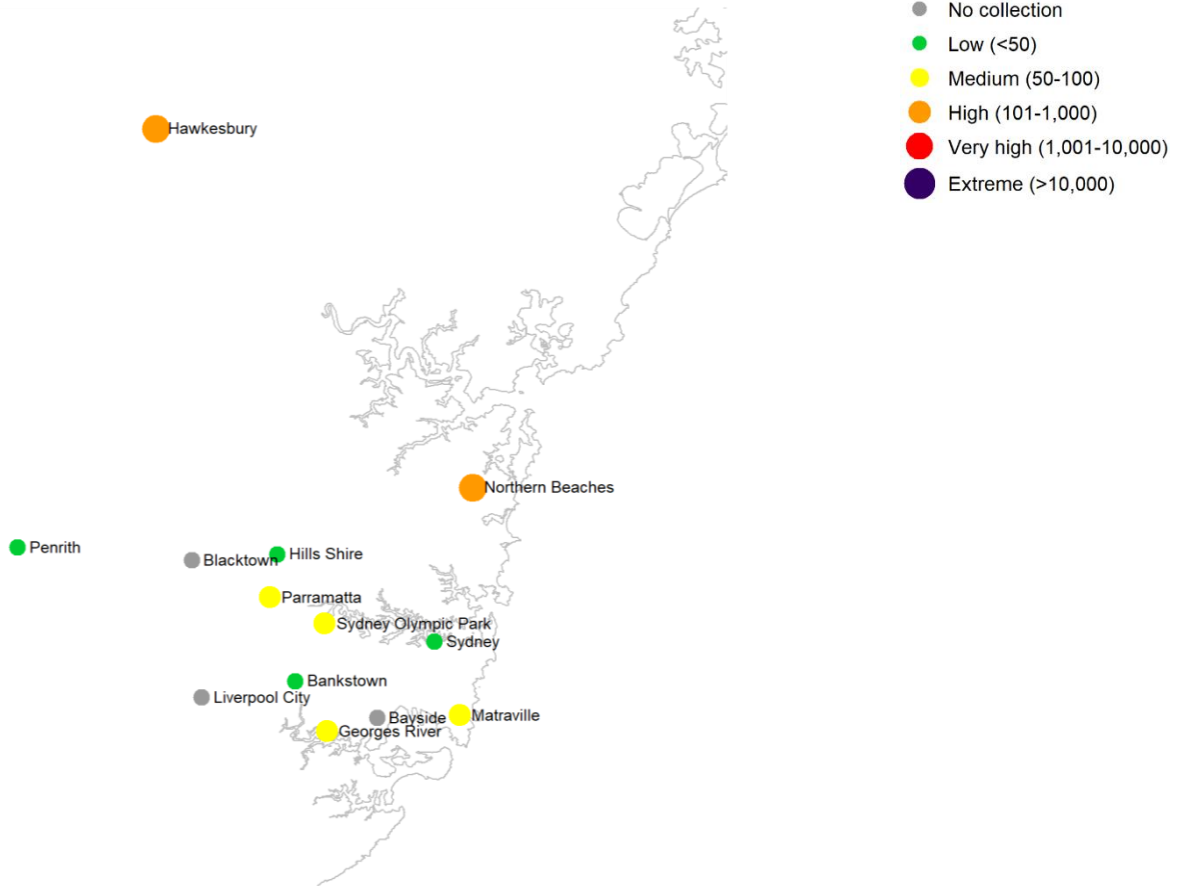 No collection
Low (<50)
Medium (50-100)
High (101-1,000)
Very high (1,001-10,000)
Extreme (>10,000)
Hawkesbury
Northern Beaches
Penrith
Blacktown
Hills Shire
Parramatta
Sydney Olympic Park
Sydney
Bankstown
Liverpool City
Bayside
Matraville
Georges River